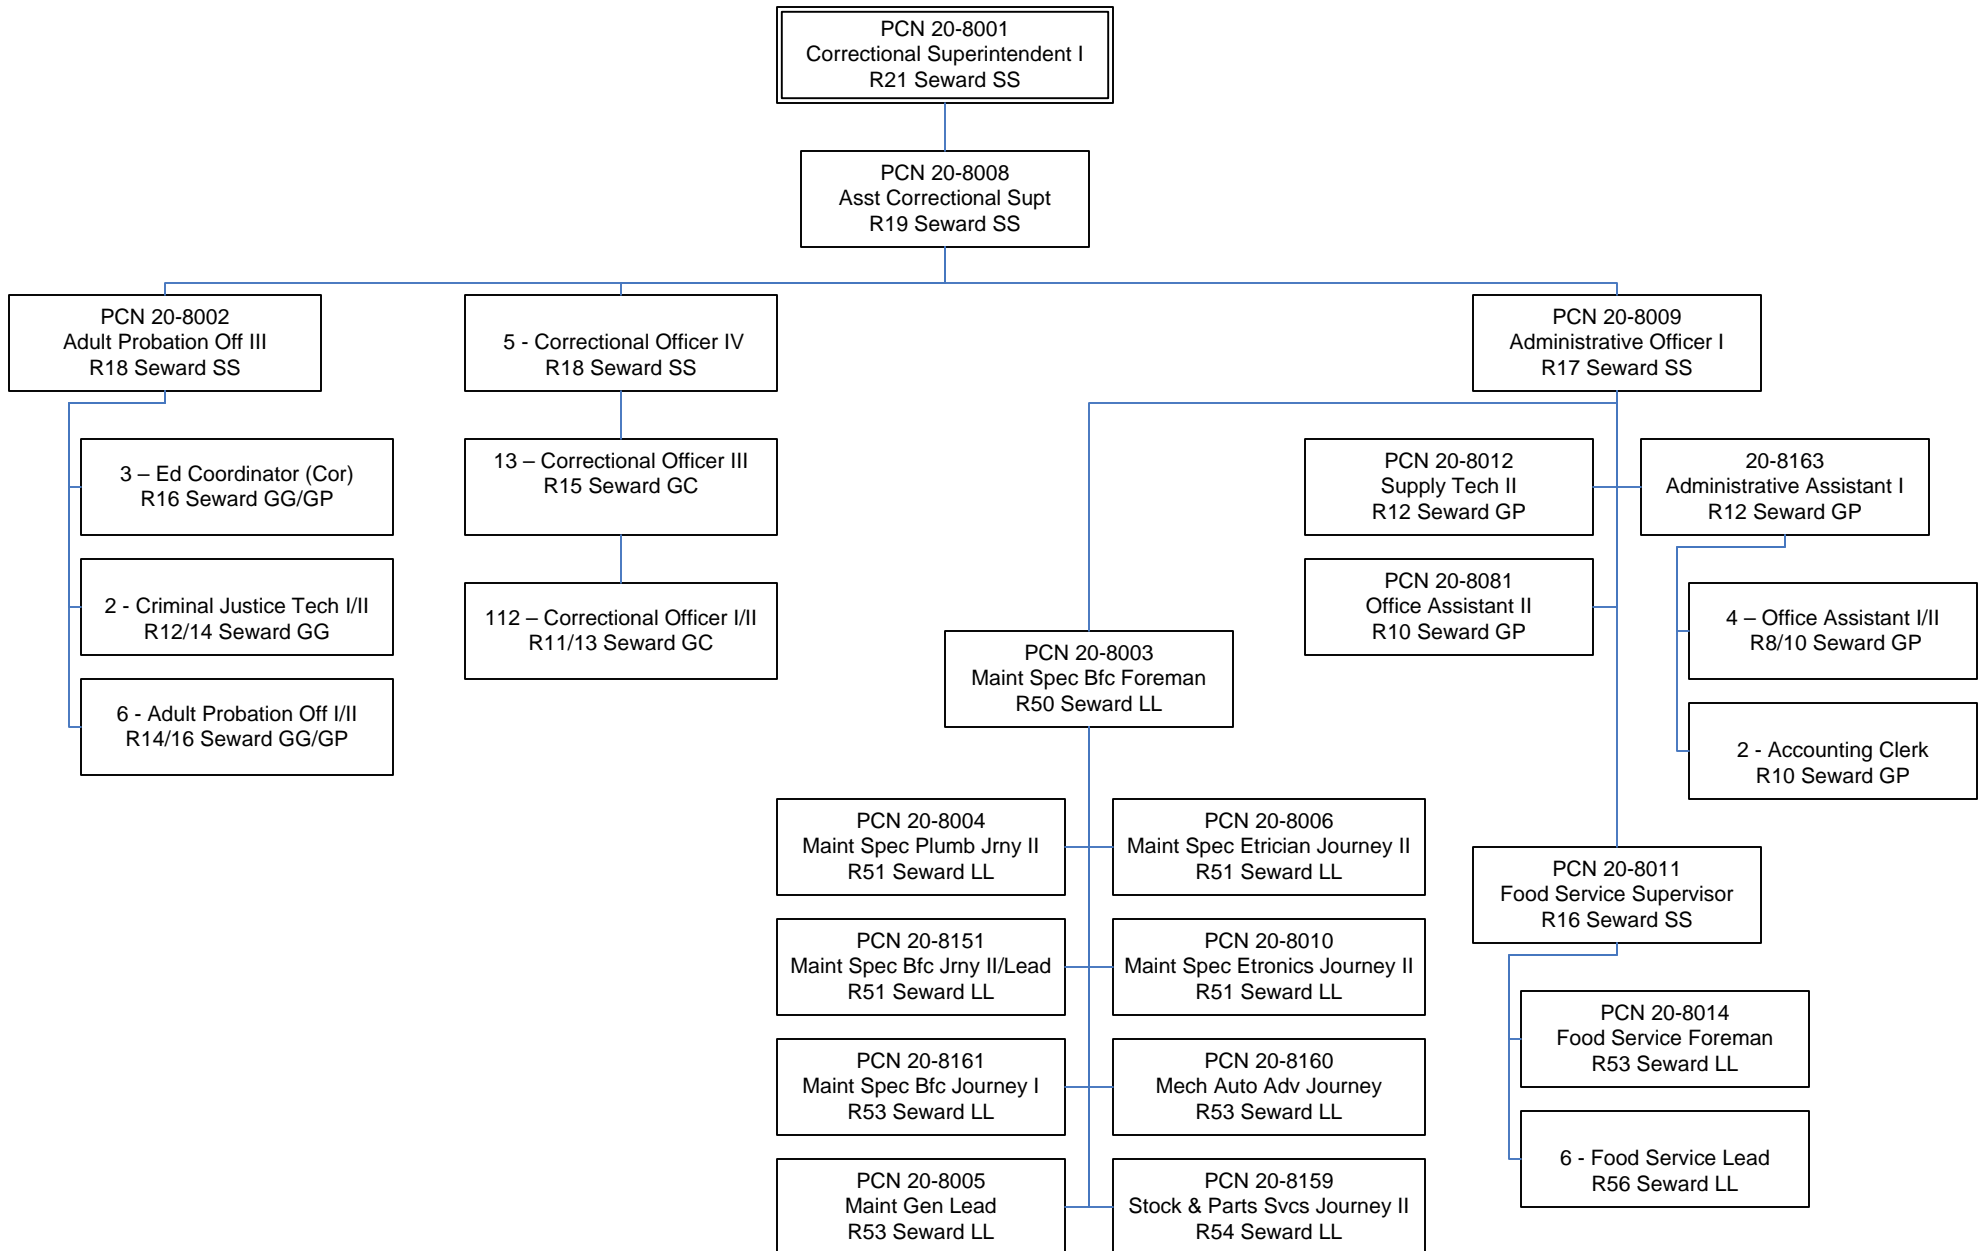 PCN 20-8001
Correctional Superintendent I
R21 Seward SS
PCN 20-8008
Asst Correctional Supt
R19 Seward SS
PCN 20-8002
Adult Probation Off III
R18 Seward SS
5 - Correctional Officer IV
R18 Seward SS
PCN 20-8009
Administrative Officer I
R17 Seward SS
3 – Ed Coordinator (Cor)
R16 Seward GG/GP
2 - Criminal Justice Tech I/II
R12/14 Seward GG
6 - Adult Probation Off I/II
R14/16 Seward GG/GP
13 – Correctional Officer III
R15 Seward GC
112 – Correctional Officer I/II
R11/13 Seward GC
PCN 20-8012
Supply Tech II
R12 Seward GP
20-8163
Administrative Assistant I
R12 Seward GP
PCN 20-8081
Office Assistant II
R10 Seward GP
4 – Office Assistant I/II
R8/10 Seward GP
2 - Accounting Clerk
R10 Seward GP
PCN 20-8003
Maint Spec Bfc Foreman
R50 Seward LL
PCN 20-8004
Maint Spec Plumb Jrny II
R51 Seward LL
PCN 20-8006
Maint Spec Etrician Journey II
R51 Seward LL
PCN 20-8151
Maint Spec Bfc Jrny II/Lead
R51 Seward LL
PCN 20-8010
Maint Spec Etronics Journey II
R51 Seward LL
PCN 20-8161
Maint Spec Bfc Journey I
R53 Seward LL
PCN 20-8160
Mech Auto Adv Journey
R53 Seward LL
PCN 20-8005
Maint Gen Lead
R53 Seward LL
PCN 20-8159
Stock & Parts Svcs Journey II
R54 Seward LL
PCN 20-8011
Food Service Supervisor
R16 Seward SS
PCN 20-8014
Food Service Foreman
R53 Seward LL
6 - Food Service Lead
R56 Seward LL